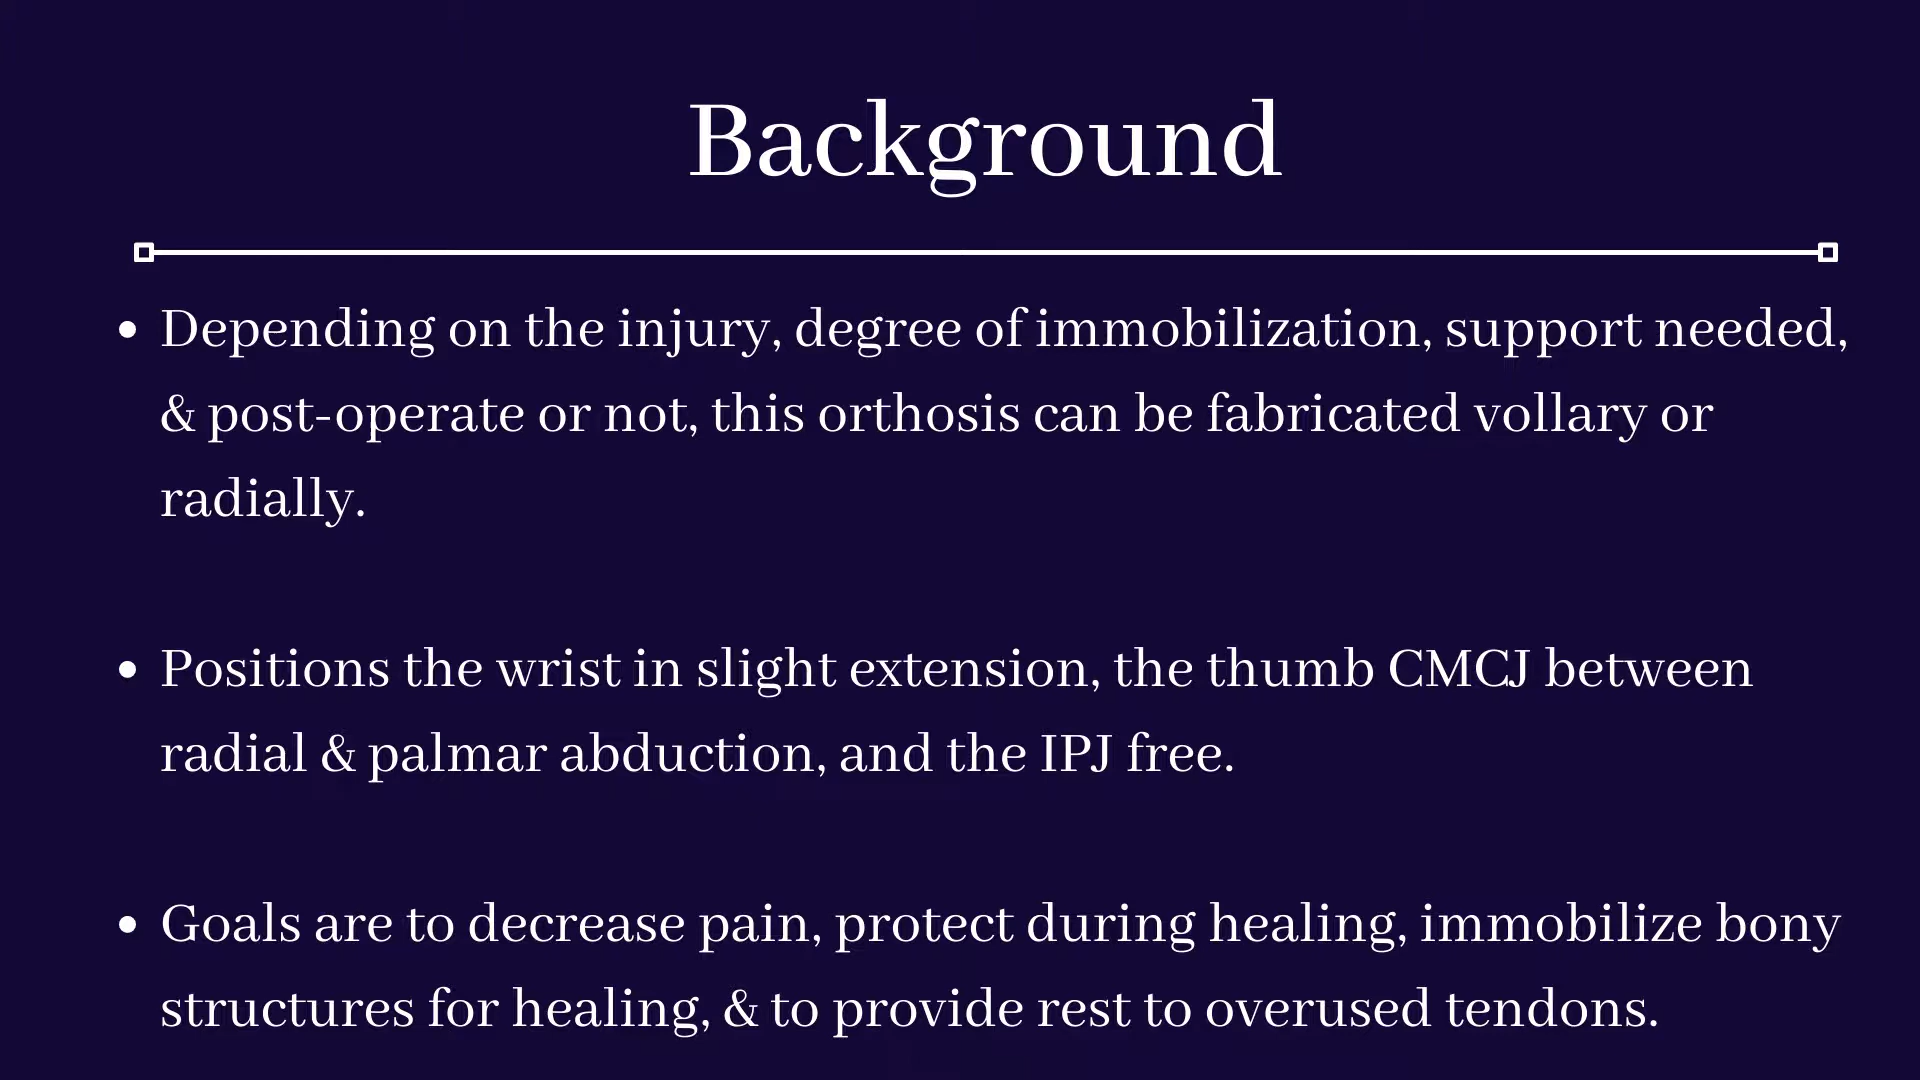 Background
• Depending on the injury, degree of immobilization, support needed,
& post-operate or not, this orthosis can be fabricated vollary or
radially.
• Positions the wrist in slight extension, the thumb CMCJ between
radial & palmar abduction, and the IPJ free.
• Goals are to decrease pain, protect during healing, immobilize bony
structures for healing, & to provide rest to overused tendons.